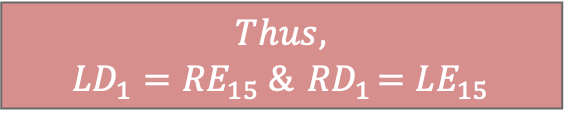 Thus,
LD₁ = RE₁₅ & RD₁ = LE₁₅